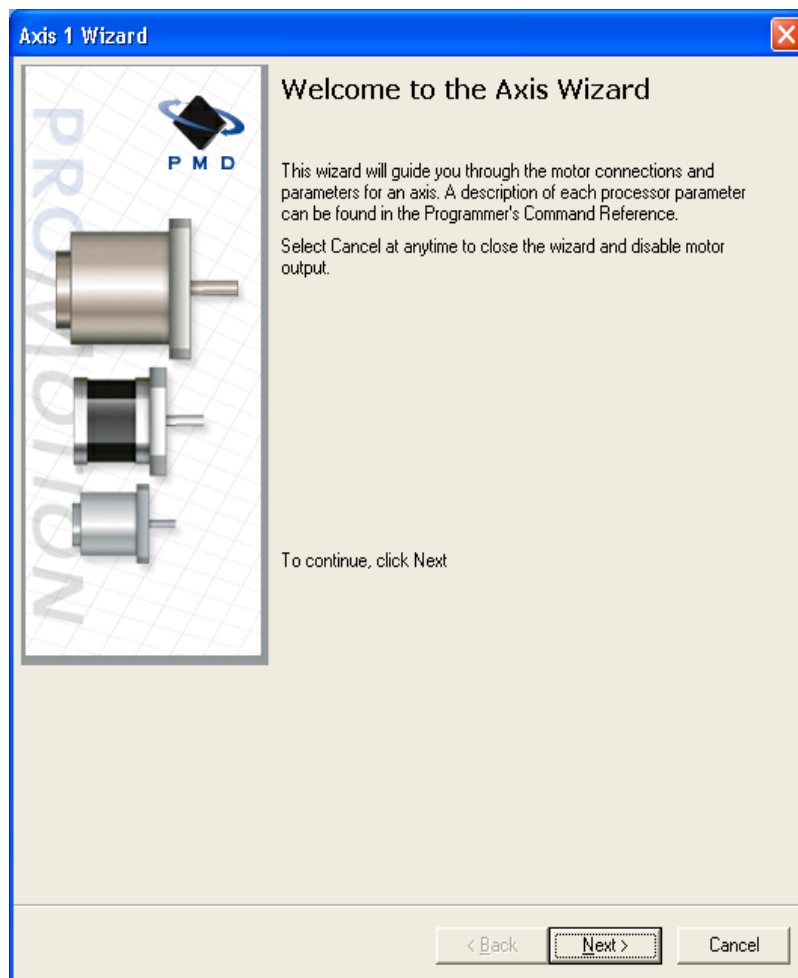 Axis 1 Wizard
PMD
PROMOTION
Welcome to the Axis Wizard
This wizard will guide you through the motor connections and
parameters for an axis. A description of each processor parameter
can be found in the Programmer's Command Reference.
Select Cancel at anytime to close the wizard and disable motor
output.
To continue, click Next
< Back
Next >
Cancel